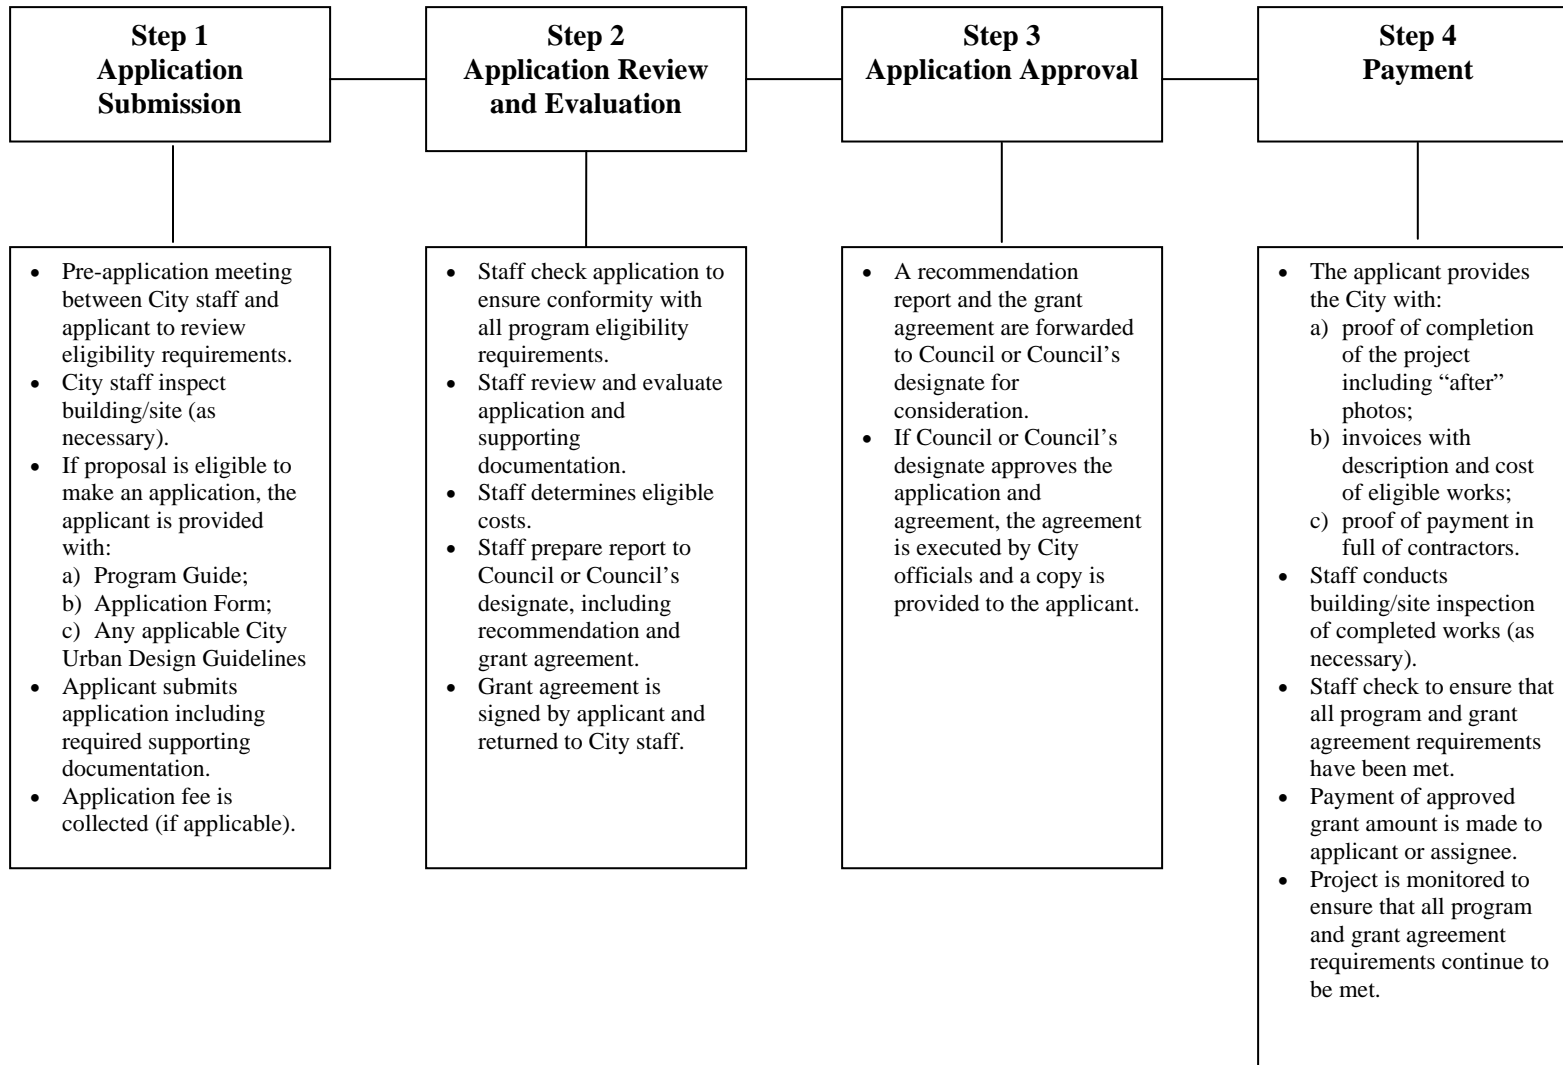 Step 1
Application
Submission
Step 2
Application Review
and Evaluation
Step 3
Application Approval
Step 4
Payment
• Pre-application meeting
between City staff and
applicant to review
eligibility requirements.
• City staff inspect
building/site (as
necessary).
• If proposal is eligible to
make an application, the
applicant is provided
with:
a) Program Guide;
b) Application Form;
c) Any applicable City
Urban Design Guidelines
• Applicant submits
application including
required supporting
documentation.
• Application fee is
collected (if applicable).
• Staff check application to
ensure conformity with
all program eligibility
requirements.
• Staff review and evaluate
application and
supporting
documentation.
• Staff determines eligible
costs.
• Staff prepare report to
Council or Council’s
designate, including
recommendation and
grant agreement.
• Grant agreement is
signed by applicant and
returned to City staff.
• A recommendation
report and the grant
agreement are forwarded
to Council or Council’s
designate for
consideration.
• If Council or Council’s
designate approves the
application and
agreement, the agreement
is executed by City
officials and a copy is
provided to the applicant.
• The applicant provides
the City with:
a) proof of completion
of the project
including “after”
photos;
b) invoices with
description and cost
of eligible works;
c) proof of payment in
full of contractors.
• Staff conducts
building/site inspection
of completed works (as
necessary).
• Staff check to ensure that
all program and grant
agreement requirements
have been met.
• Payment of approved
grant amount is made to
applicant or assignee.
• Project is monitored to
ensure that all program
and grant agreement
requirements continue to
be met.